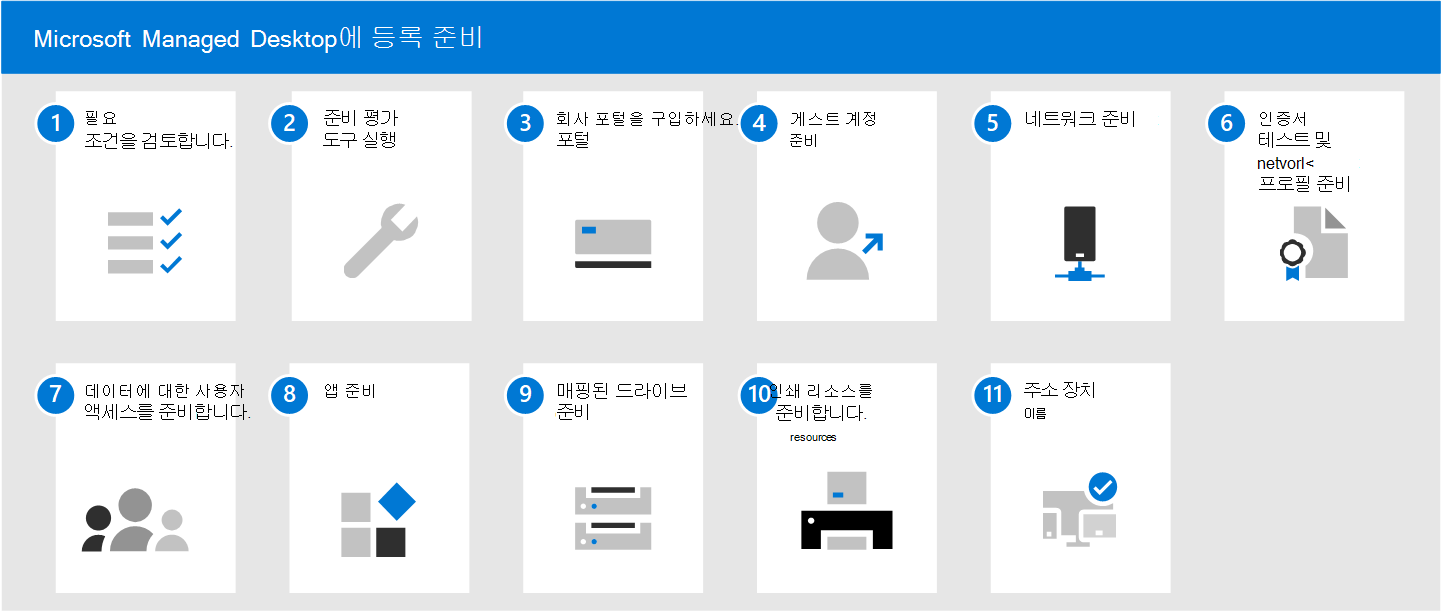 Microsoft Managed Desktop에 등록 준비
1
필요
조건을 검토합니다.
2
준비 평가
도구 실행
3
회사 포털을 구입하세요.
포털
4
게스트 계정
준비
5
네트워크 준비
6
인증서
테스트 및
netvorl<
프로필 준비
7
데이터에 대한 사용자
액세스를 준비합니다.
8
앱 준비
9
매핑된 드라이브
준비
10
인쇄 리소스를
준비합니다.
resources
11
주소 장치
이름